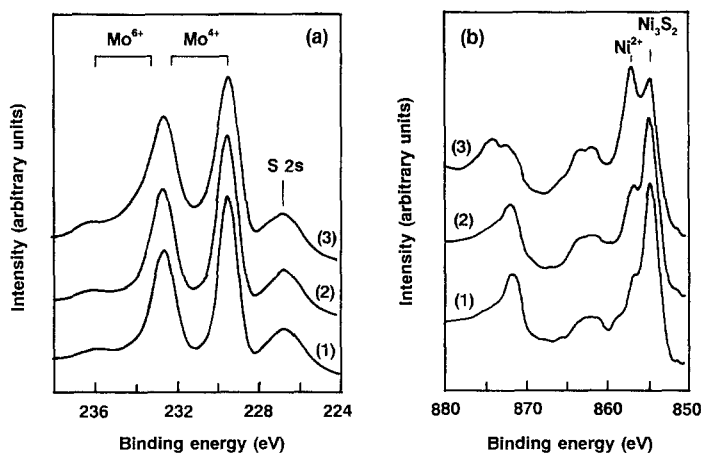 Mo⁶⁺ Mo⁴⁺ (a)
S 2s
(3)
(2)
(1)
Intensity (arbitrary units)
236 232 228 224
Binding energy (eV)
(b) Ni₃S₂
Ni²⁺
(3)
(2)
(1)
Intensity (arbitrary units)
880 870 860 850
Binding energy (eV)